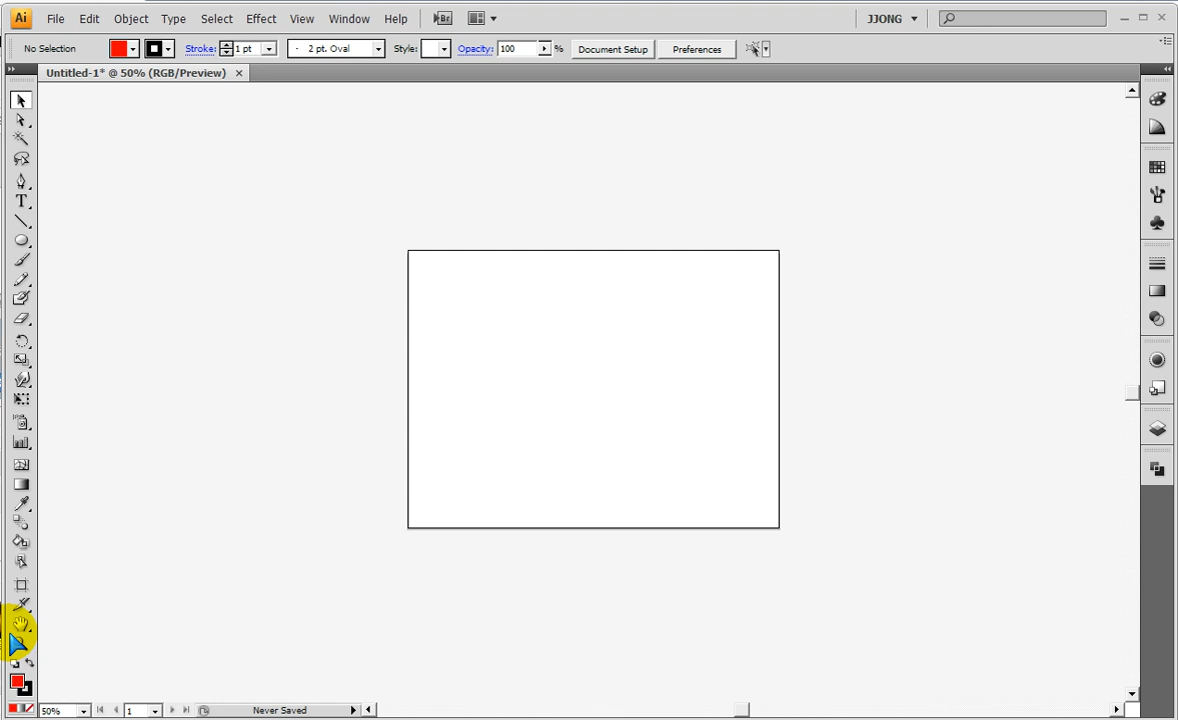 Ai File Edit Object Type Select Effect View Window Help Br JJONG
No Selection Stroke: 1 pt 2 pt. Oval Style: Opacity: 100 % Document Setup Preferences
Untitled-1* @ 50% (RGB/Preview) ×
T
50% 1 Never Saved